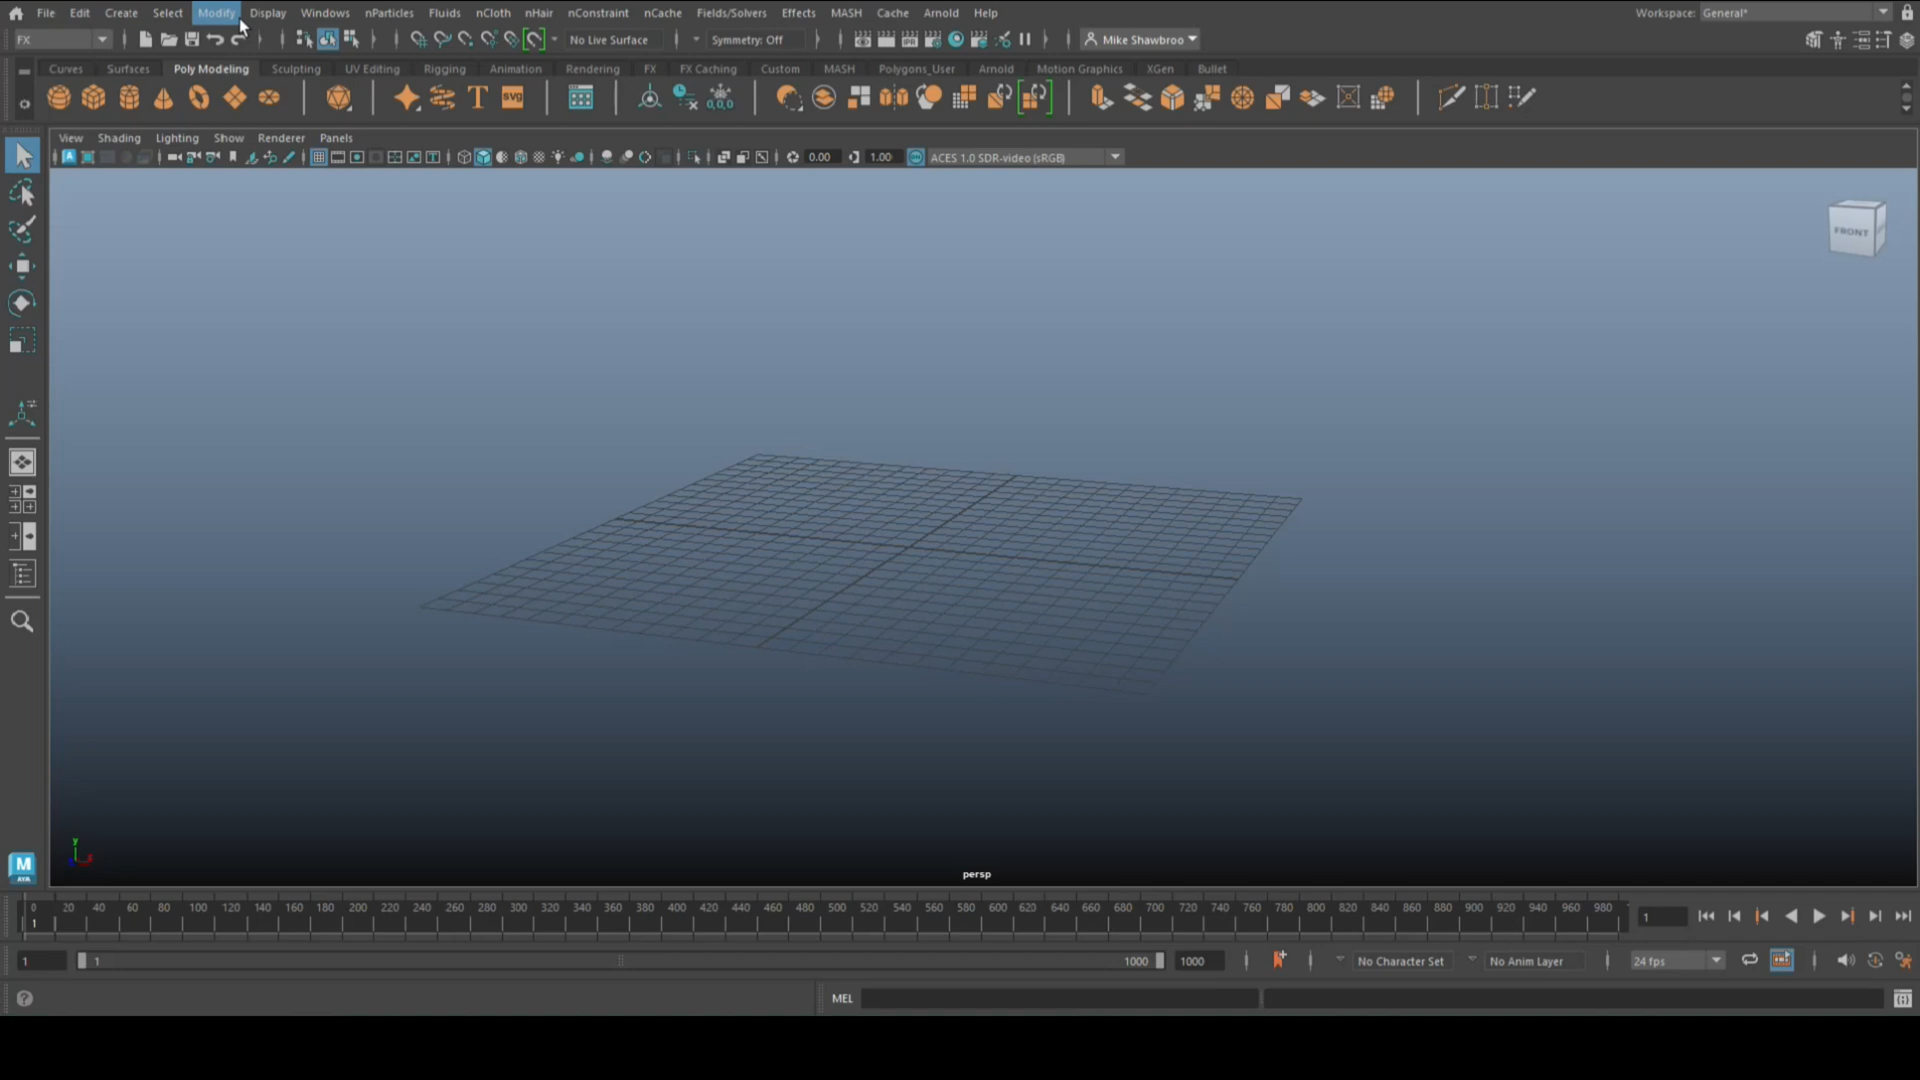 File Edit Create Select Modify Display Windows nParticles Fluids nCloth nHair nConstraint nCache Fields/Solvers Effects MASH Cache Arnold Help Workspace: General*
FX No Live Surface Symmetry: Off Mike Shawbroo
Curves Surfaces Poly Modeling Sculpting UV Editing Rigging Animation Rendering FX FX Caching Custom MASH Polygons_User Arnold Motion Graphics XGen Bullet
T SVG 0,0,0
View Shading Lighting Show Renderer Panels
0.00 1.00 ACES 1.0 SDR-video (sRGB)
FRONT
y
M
AYA
persp
0 20 40 60 80 100 120 140 160 180 200 220 240 260 280 300 320 340 360 380 400 420 440 460 480 500 520 540 560 580 600 620 640 660 680 700 720 740 760 780 800 820 840 860 880 900 920 940 960 980
1 1
1 1 1000 1000 No Character Set No Anim Layer 24 fps
MEL